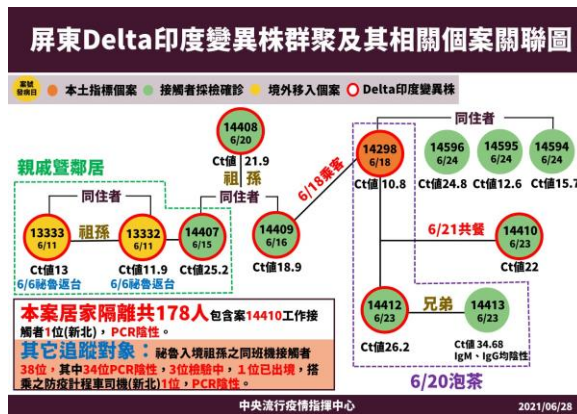 屏東Delta印度變異株群聚及其相關個案關聯圖
案號
發病日
本土指標個案
接觸者採檢確診
境外移入個案
Delta印度變異株
14408
6/20
Ct值 21.9
祖孫
同住者
親戚暨鄰居
同住者
13333
6/11
Ct值13
6/6祕魯返台
祖孫
13332
6/11
Ct值11.9
6/6祕魯返台
14407
6/15
Ct值25.2
14409
6/16
Ct值18.9
6/18乘客
同住者
14298
6/18
Ct值 10.8
14596
6/24
Ct值24.8
14595
6/24
Ct值12.6
14594
6/24
Ct值15.7
6/21共餐
14410
6/23
Ct值22
14412
6/23
Ct值26.2
兄弟
14413
6/23
Ct值 34.68
IgM、IgG均陰性
6/20泡茶
本案居家隔離共178人包含案14410工作接
觸者1位(新北)，PCR陰性。
其它追蹤對象：祕魯入境祖孫之同班機接觸者
38位，其中34位PCR陰性，3位檢驗中，１位已出境，搭
乘之防疫計程車司機(新北)1位，PCR陰性。
中央流行疫情指揮中心
2021/06/28